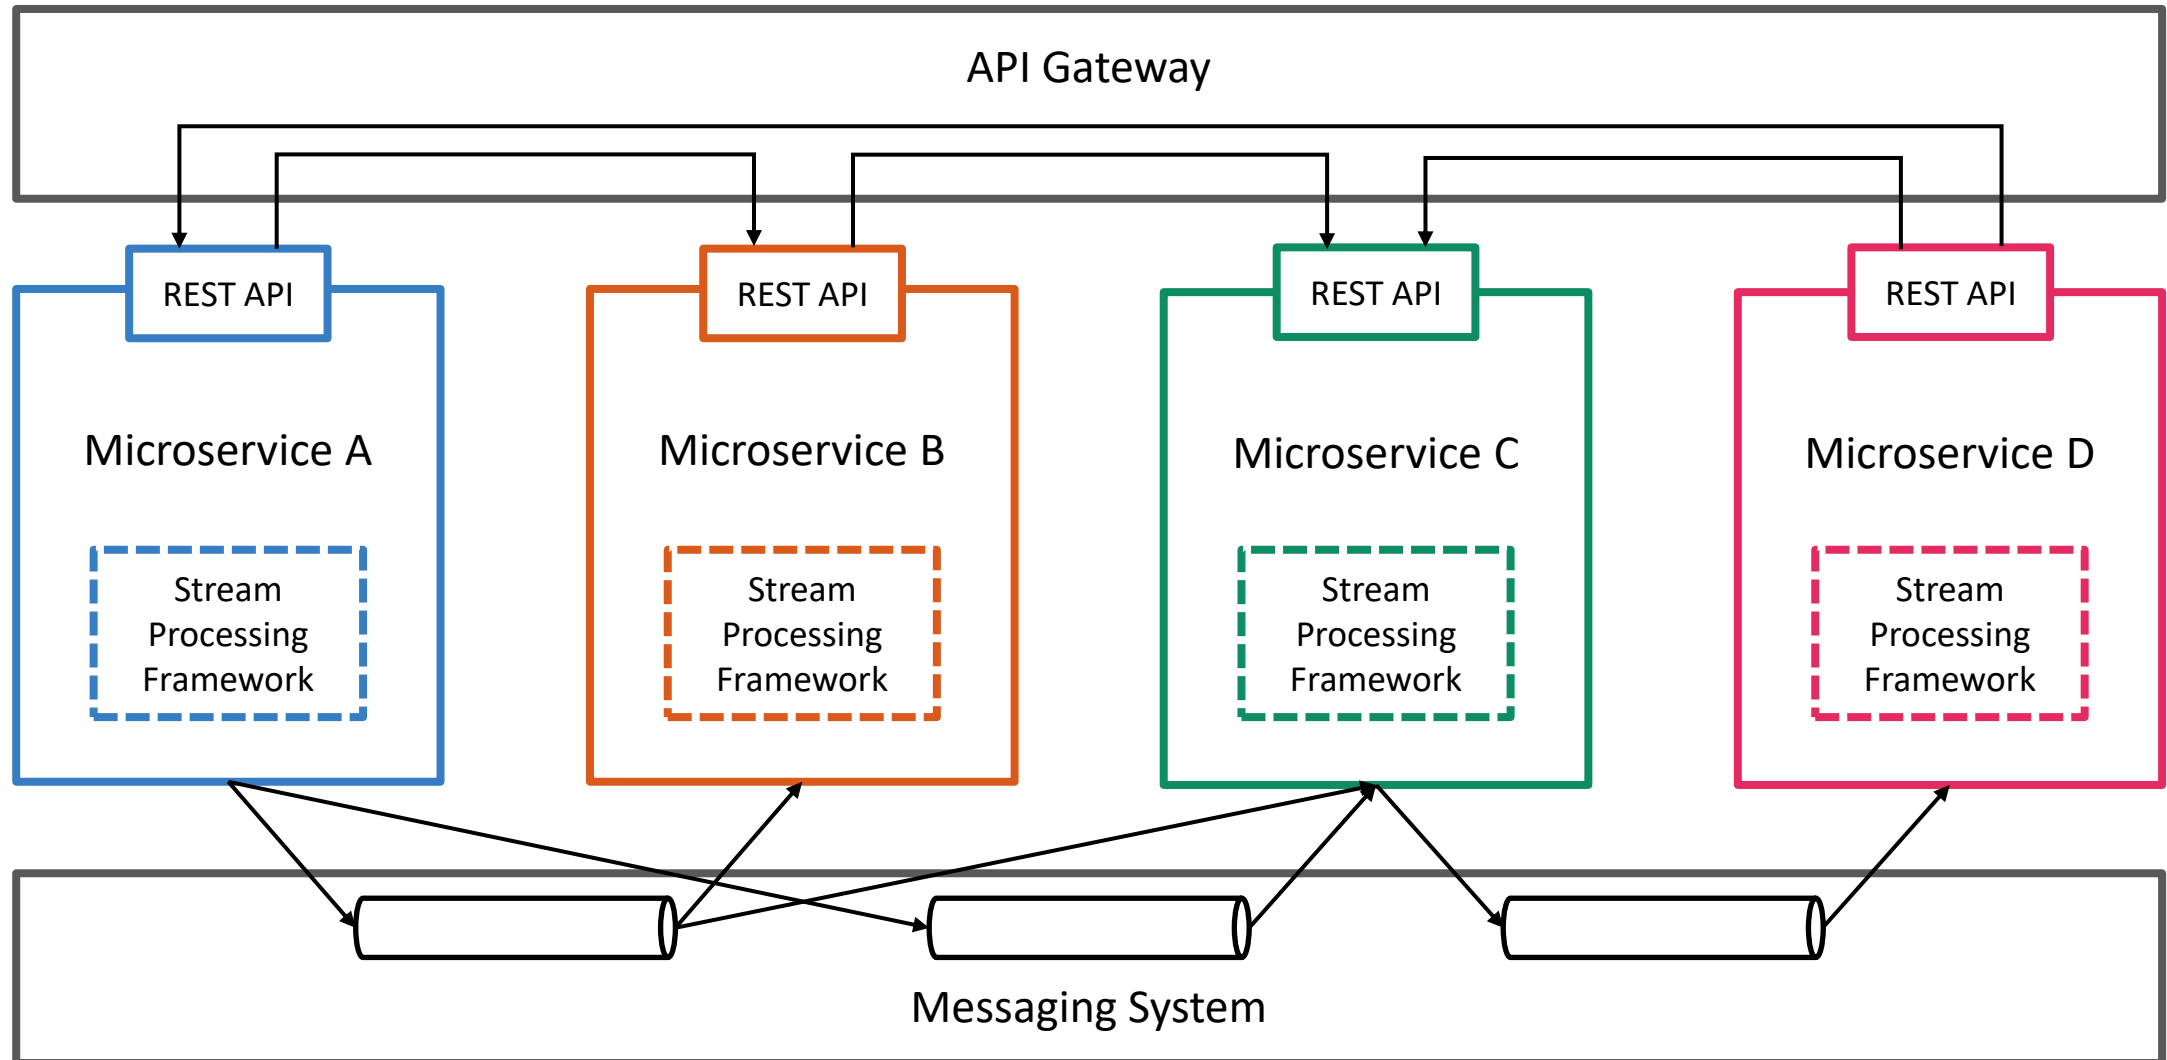 API Gateway
REST API
REST API
REST API
REST API
Microservice A
Microservice B
Microservice C
Microservice D
Stream
Processing
Framework
Stream
Processing
Framework
Stream
Processing
Framework
Stream
Processing
Framework
Messaging System